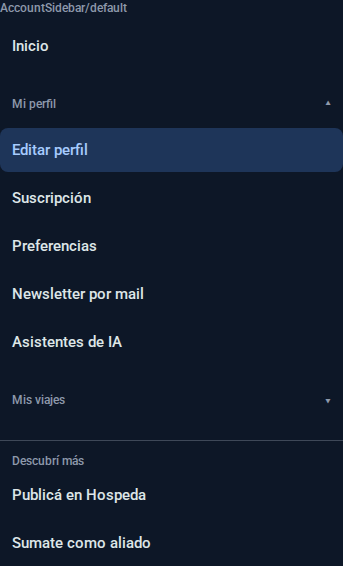 AccountSidebar/default
Inicio
Mi perfil
Editar perfil
Suscripción
Preferencias
Newsletter por mail
Asistentes de IA
Mis viajes
Descubrí más
Publicá en Hospeda
Sumate como aliado